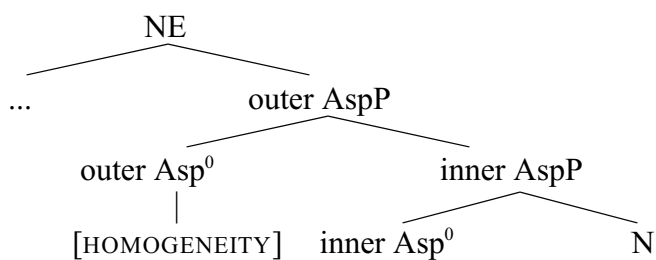 NE
... outer AspP
outer Asp⁰ inner AspP
[HOMOGENEITY] inner Asp⁰ N